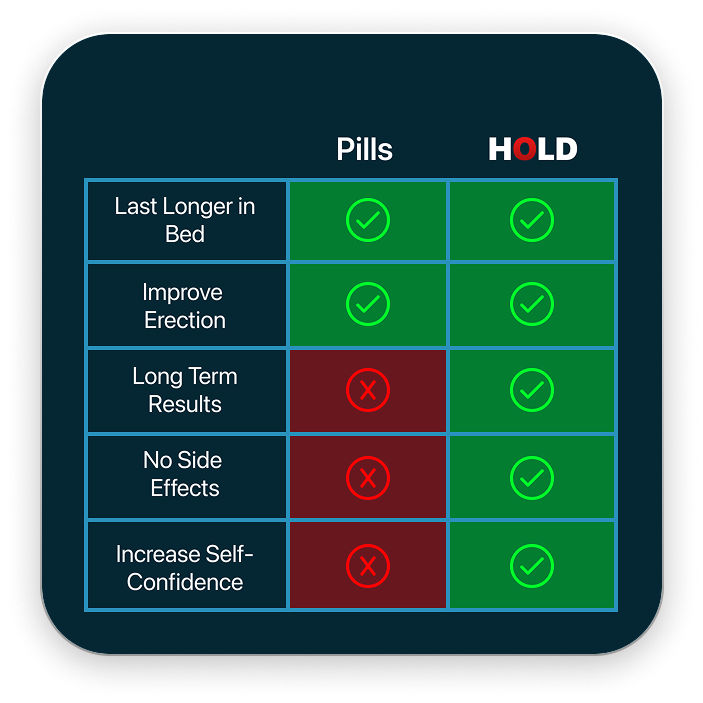 Pills HOLD
Last Longer in
Bed
Improve
Erection
Long Term
Results
X
No Side
Effects
X
Increase Self-
Confidence
X